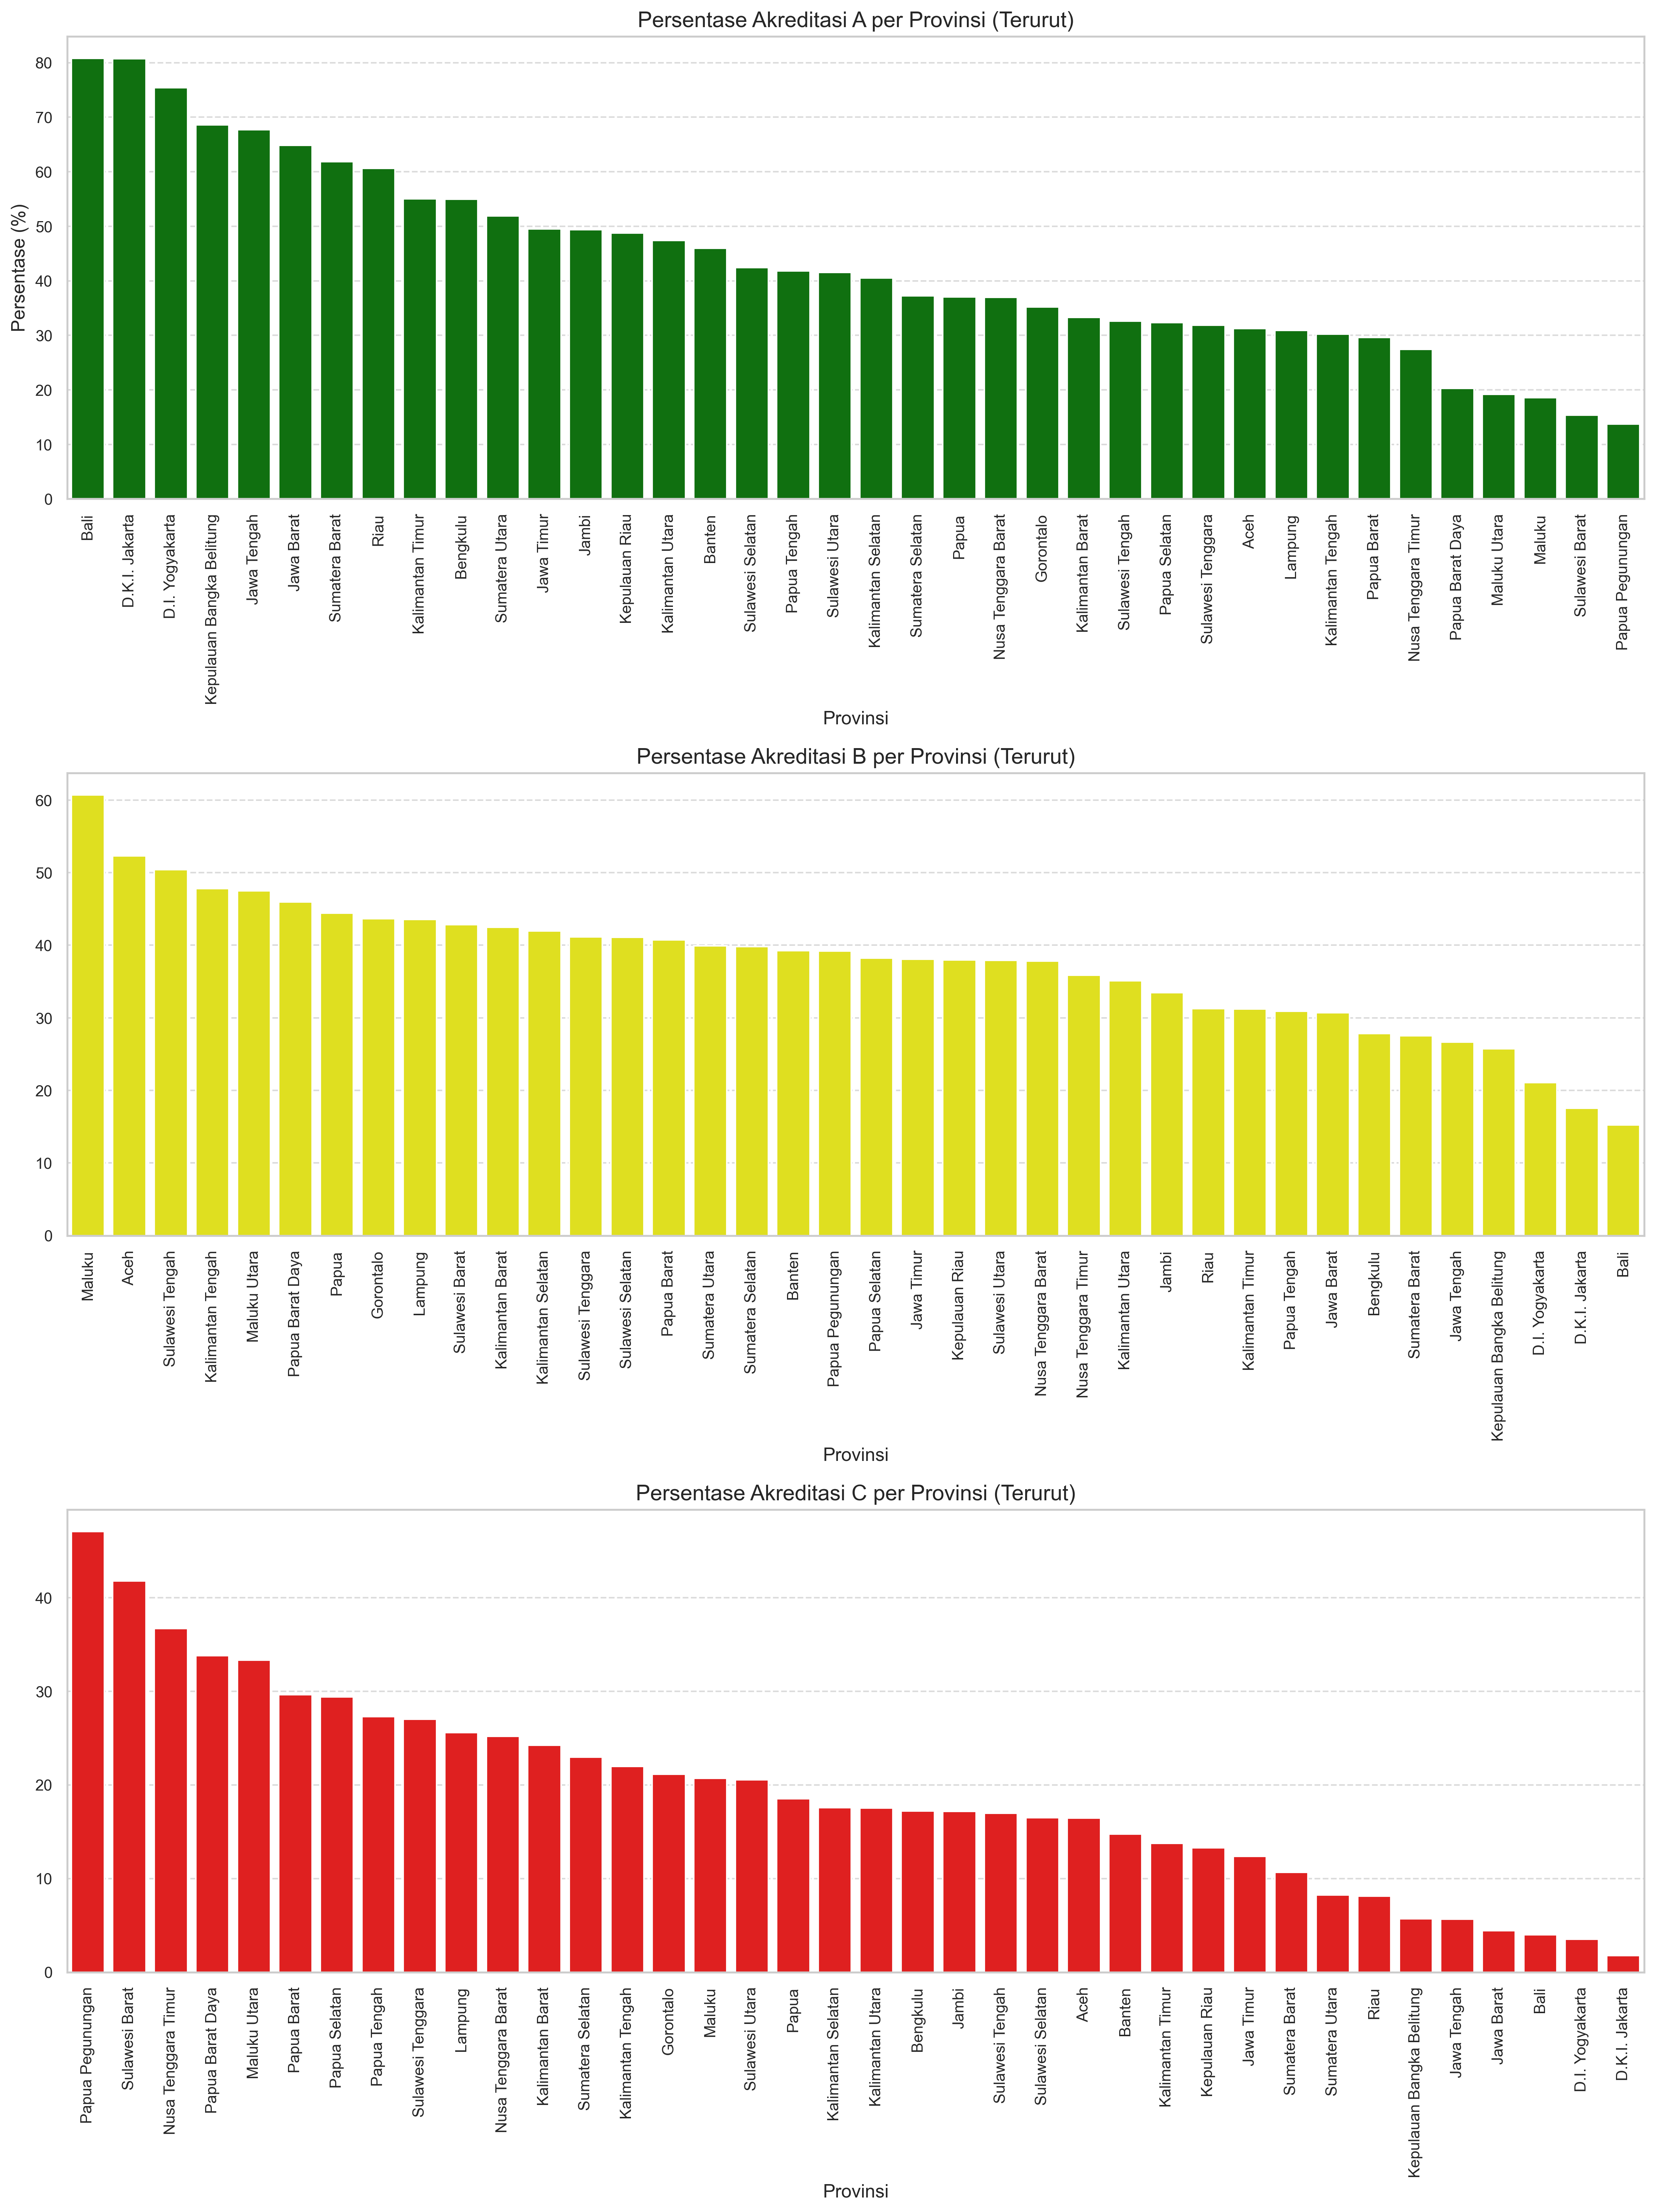 Persentase Akreditasi A per Provinsi (Terurut)
Persentase (%)
80
70
60
50
40
30
20
10
0
Bali
D.K.I. Jakarta
D.I. Yogyakarta
Kepulauan Bangka Belitung
Jawa Tengah
Jawa Barat
Sumatera Barat
Riau
Kalimantan Timur
Bengkulu
Sumatera Utara
Jawa Timur
Jambi
Kepulauan Riau
Kalimantan Utara
Banten
Sulawesi Selatan
Papua Tengah
Sulawesi Utara
Kalimantan Selatan
Sumatera Selatan
Papua
Nusa Tenggara Barat
Gorontalo
Kalimantan Barat
Sulawesi Tengah
Papua Selatan
Sulawesi Tenggara
Aceh
Lampung
Kalimantan Tengah
Papua Barat
Nusa Tenggara Timur
Papua Barat Daya
Maluku Utara
Maluku
Sulawesi Barat
Papua Pegunungan
Provinsi
Persentase Akreditasi B per Provinsi (Terurut)
60
50
40
30
20
10
0
Maluku
Aceh
Sulawesi Tengah
Kalimantan Tengah
Maluku Utara
Papua Barat Daya
Papua
Gorontalo
Lampung
Sulawesi Barat
Kalimantan Barat
Kalimantan Selatan
Sulawesi Tenggara
Sulawesi Selatan
Papua Barat
Sumatera Utara
Sumatera Selatan
Banten
Papua Pegunungan
Papua Selatan
Jawa Timur
Kepulauan Riau
Sulawesi Utara
Nusa Tenggara Barat
Nusa Tenggara Timur
Kalimantan Utara
Jambi
Riau
Kalimantan Timur
Papua Tengah
Jawa Barat
Bengkulu
Sumatera Barat
Jawa Tengah
Kepulauan Bangka Belitung
D.I. Yogyakarta
D.K.I. Jakarta
Bali
Provinsi
Persentase Akreditasi C per Provinsi (Terurut)
40
30
20
10
0
Papua Pegunungan
Sulawesi Barat
Nusa Tenggara Timur
Papua Barat Daya
Maluku Utara
Papua Barat
Papua Selatan
Papua Tengah
Sulawesi Tenggara
Lampung
Nusa Tenggara Barat
Kalimantan Barat
Sumatera Selatan
Kalimantan Tengah
Gorontalo
Maluku
Sulawesi Utara
Papua
Kalimantan Selatan
Kalimantan Utara
Bengkulu
Jambi
Sulawesi Tengah
Sulawesi Selatan
Aceh
Banten
Kalimantan Timur
Kepulauan Riau
Jawa Timur
Sumatera Barat
Sumatera Utara
Riau
Kepulauan Bangka Belitung
Jawa Tengah
Jawa Barat
Bali
D.I. Yogyakarta
D.K.I. Jakarta
Provinsi